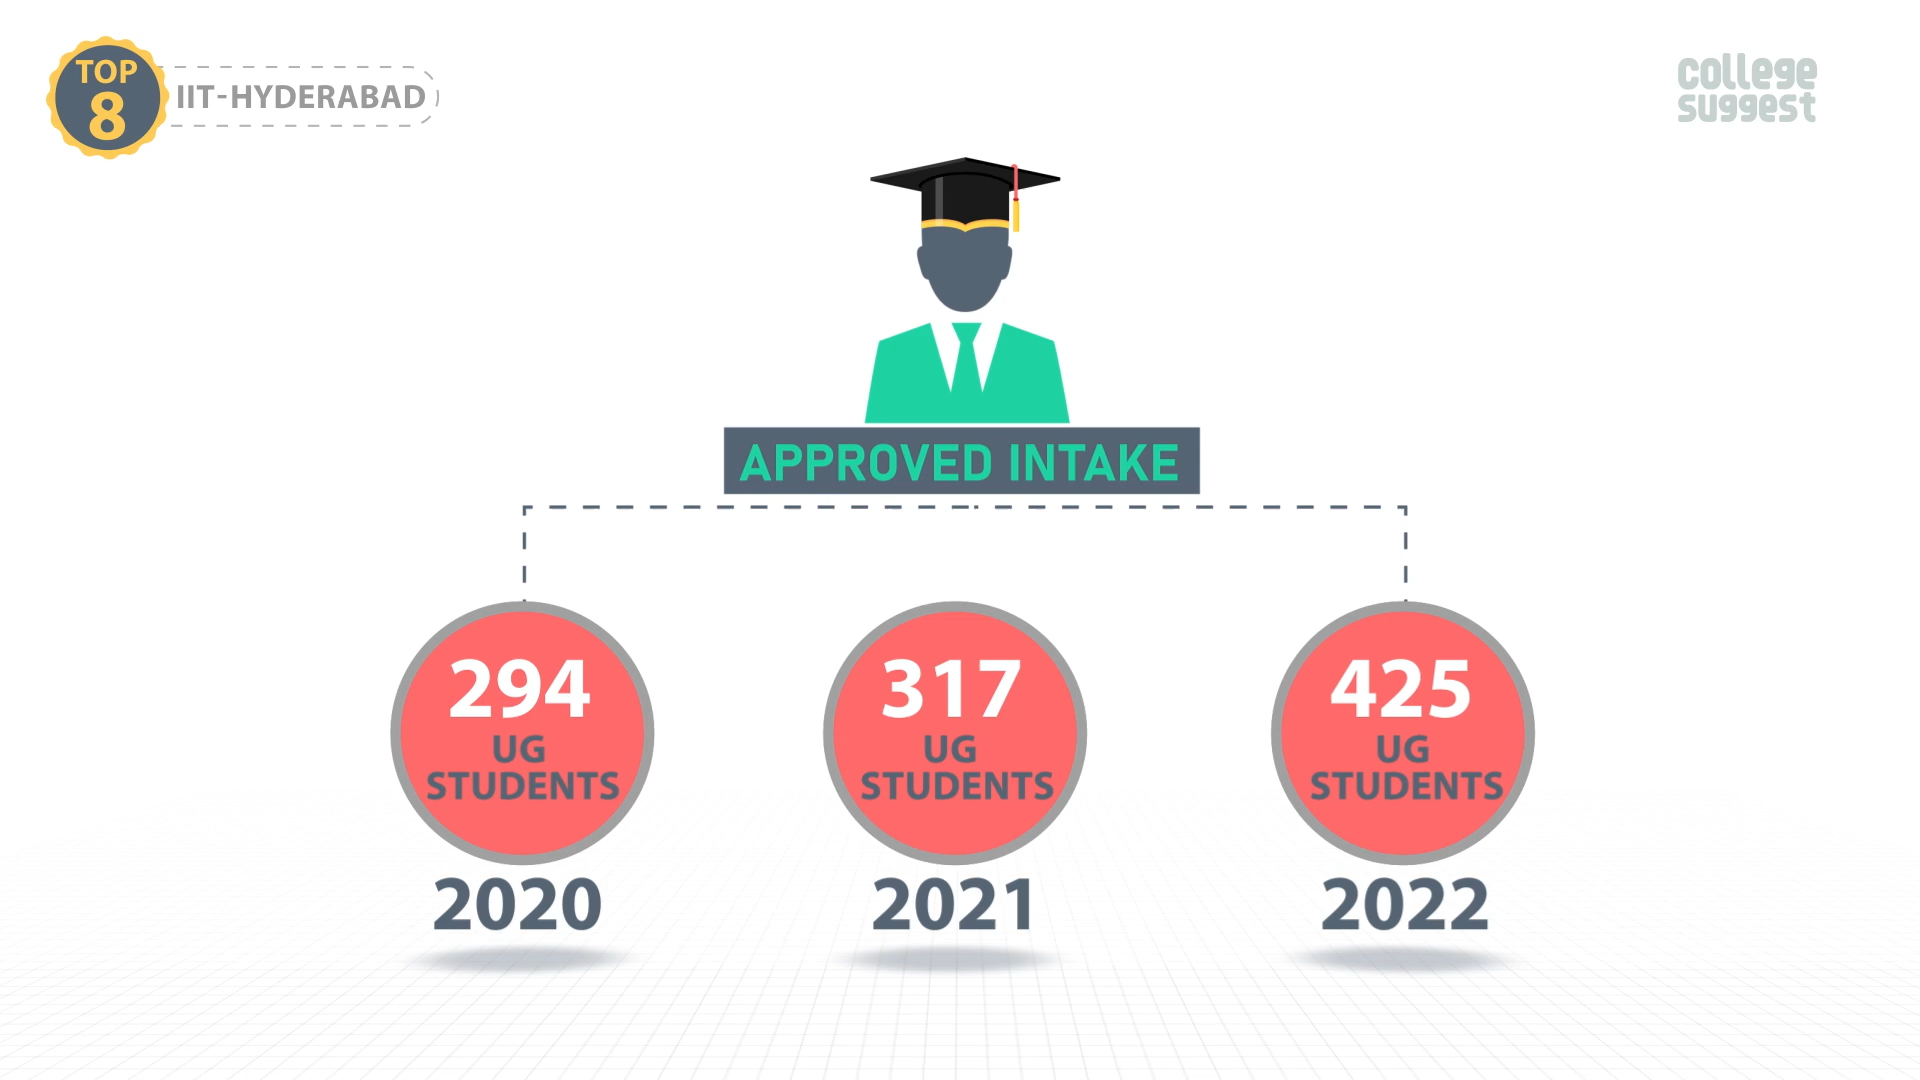 TOP
8
IIT-HYDERABAD
college
suggest
APPROVED INTAKE
294
UG
STUDENTS
2020
317
UG
STUDENTS
2021
425
UG
STUDENTS
2022